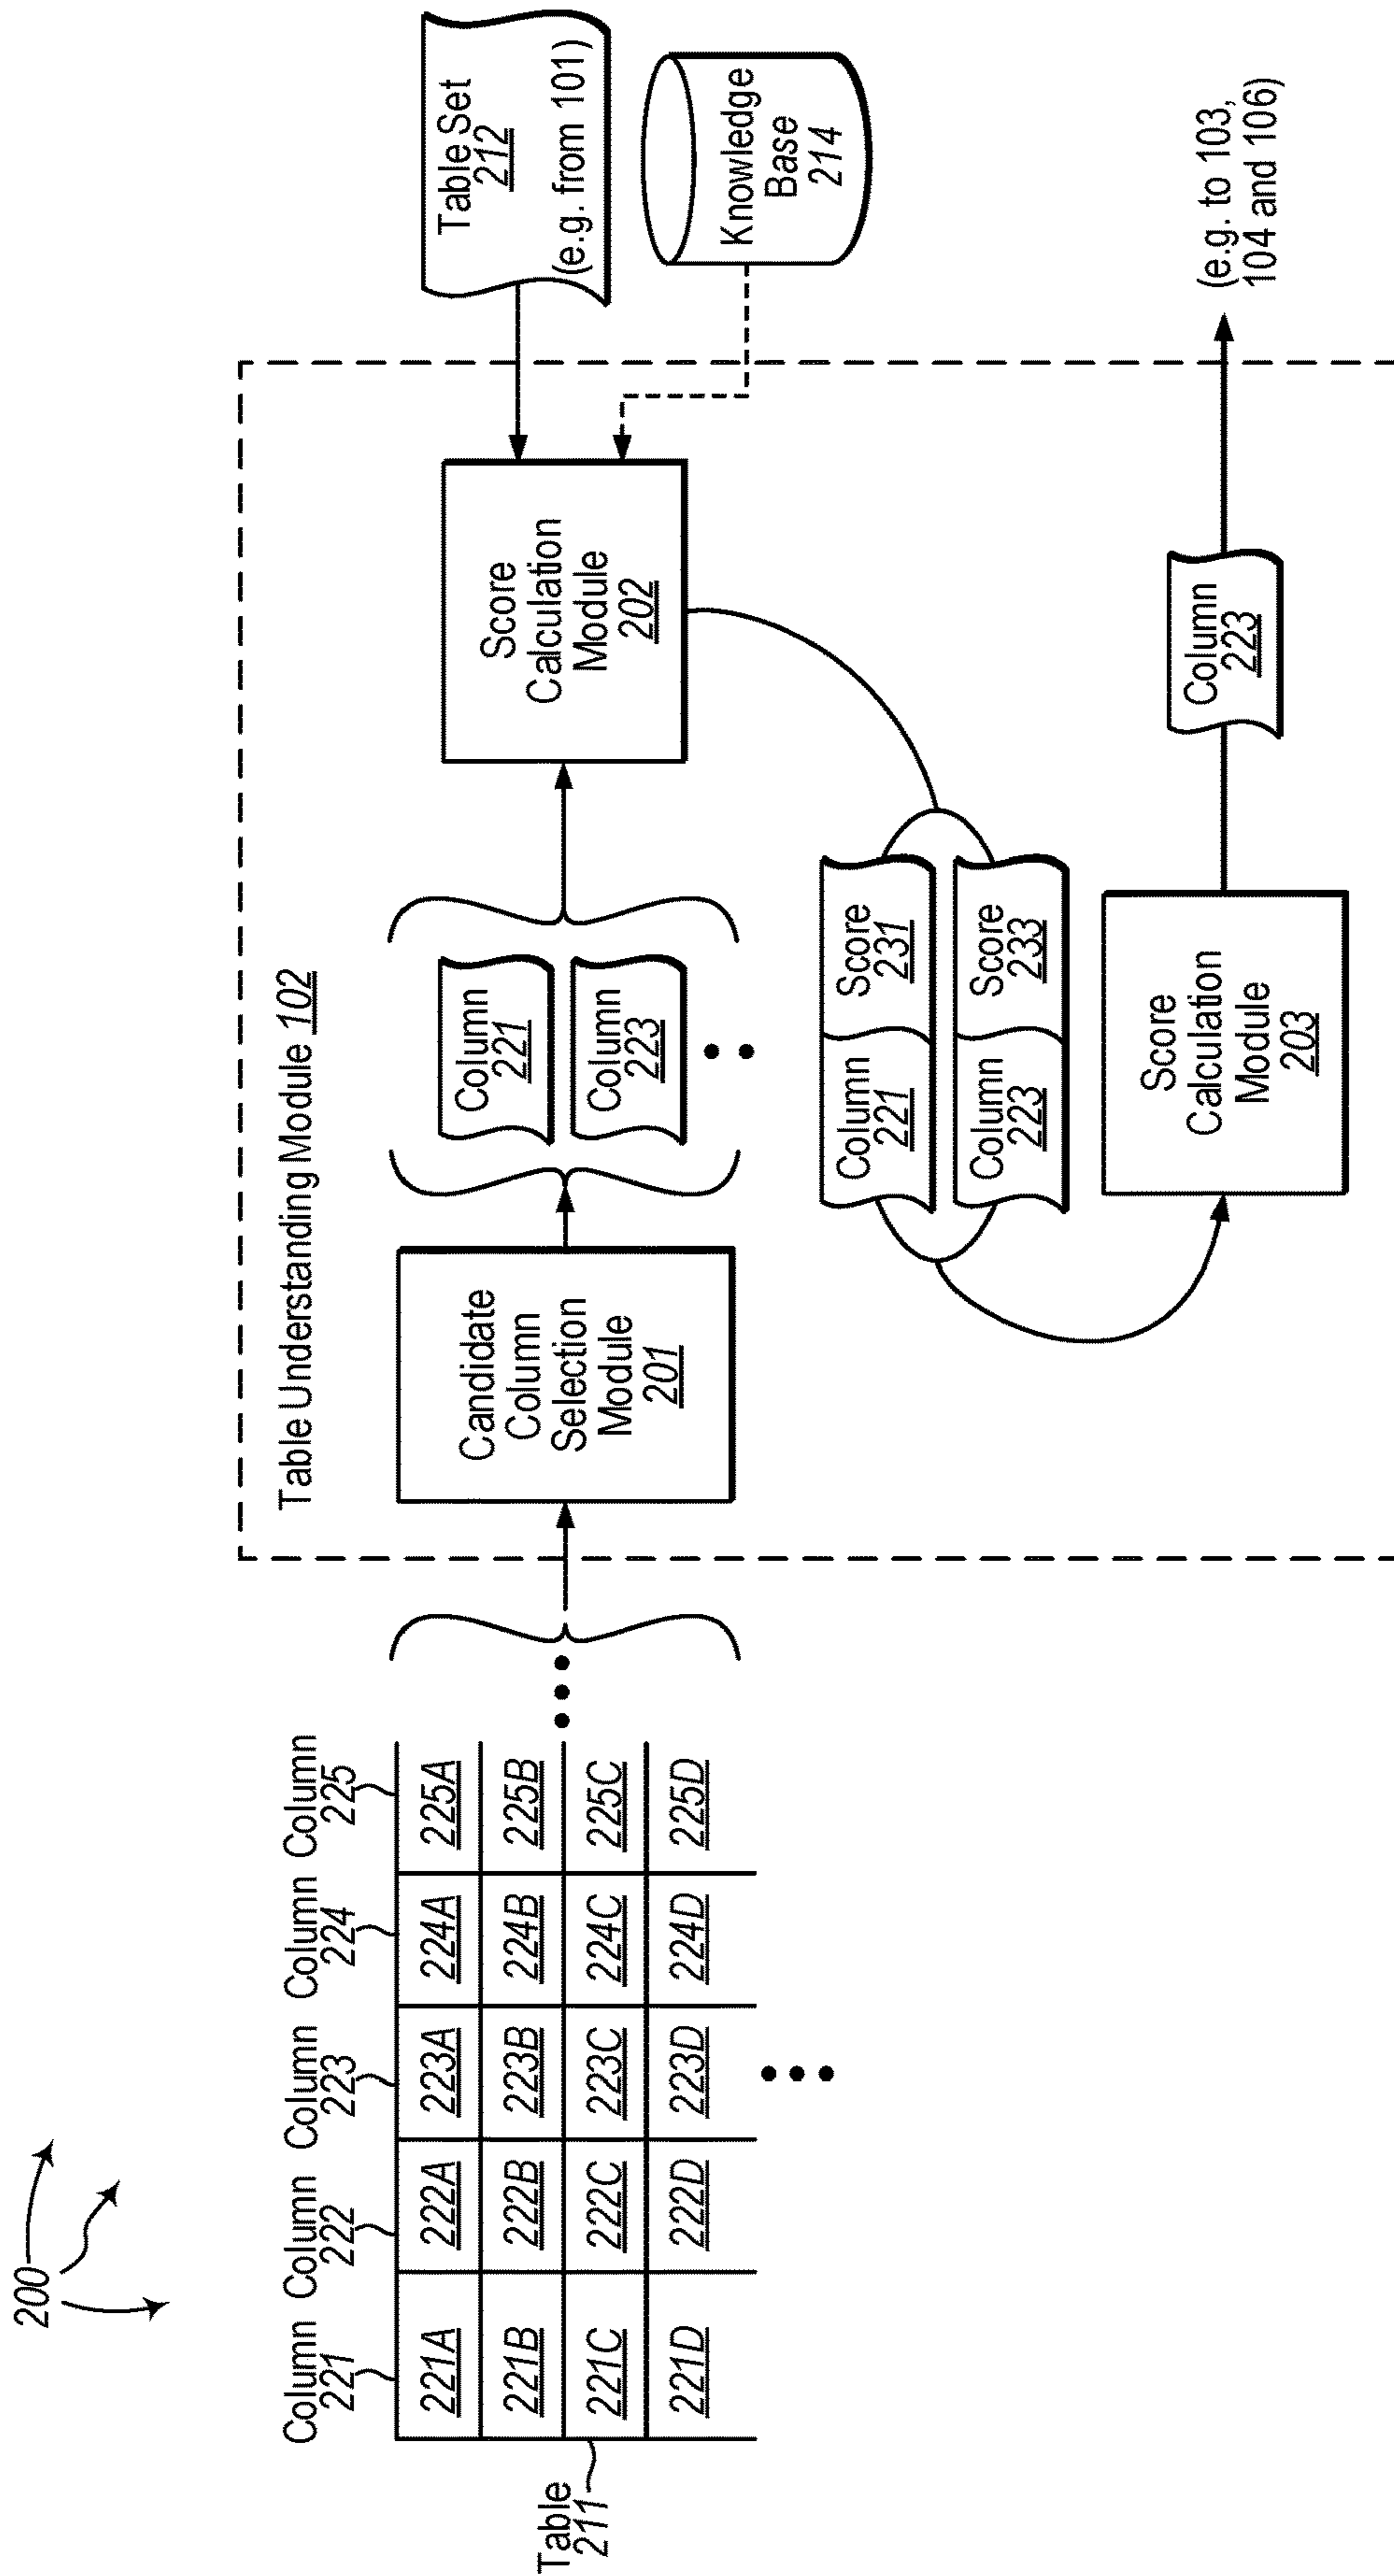 200
Table
211
Column
221
Column
222
Column
223
Column
224
Column
225
221A
222A
223A
224A
225A
221B
222B
223B
224B
225B
221C
222C
223C
224C
225C
221D
222D
223D
224D
225D
Table Understanding Module 102
Candidate
Column
Selection
Module
201
Column
221
Column
223
Score
Calculation
Module
202
Table Set
212
(e.g. from 101)
Knowledge
Base
214
Column
221
Score
231
Column
223
Score
233
Score
Calculation
Module
203
Column
223
(e.g. to 103,
104 and 106)